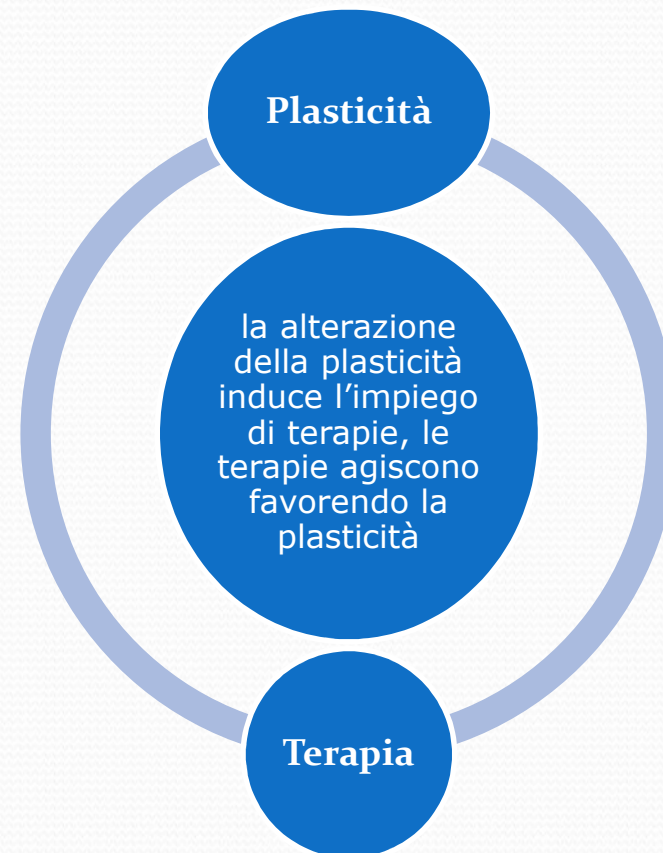 Plasticità
la alterazione
della plasticità
induce l’impiego
di terapie, le
terapie agiscono
favorendo la
plasticità
Terapia